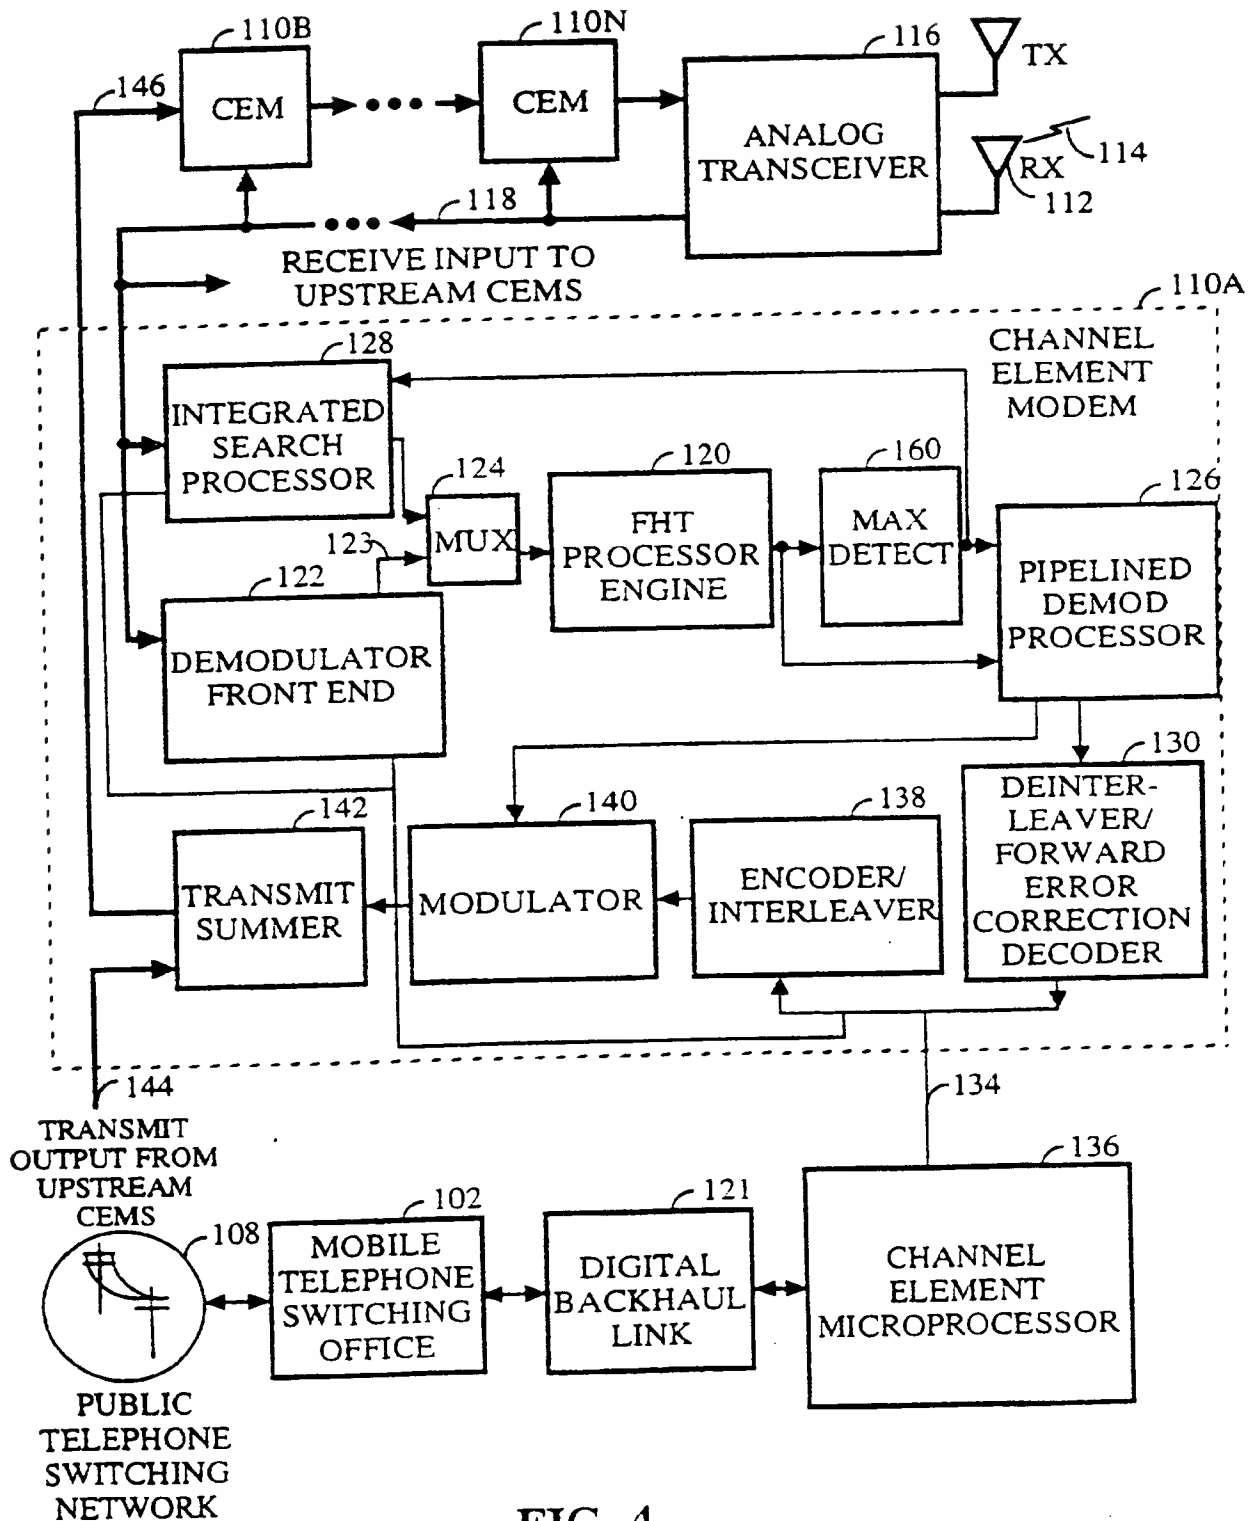 110B
110N
116
TX
146
CEM
CEM
ANALOG
TRANSCEIVER
RX
114
112
118
RECEIVE INPUT TO
UPSTREAM CEMS
110A
CHANNEL
ELEMENT
MODEM
128
INTEGRATED
SEARCH
PROCESSOR
124
MUX
123
120
FHT
PROCESSOR
ENGINE
160
MAX
DETECT
126
PIPELINED
DEMOD
PROCESSOR
122
DEMODULATOR
FRONT END
130
DEINTER-
LEAVER/
FORWARD
ERROR
CORRECTION
DECODER
142
TRANSMIT
SUMMER
140
MODULATOR
138
ENCODER/
INTERLEAVER
144
TRANSMIT
OUTPUT FROM
UPSTREAM
CEMS
134
108
102
MOBILE
TELEPHONE
SWITCHING
OFFICE
121
DIGITAL
BACKHAUL
LINK
136
CHANNEL
ELEMENT
MICROPROCESSOR
PUBLIC
TELEPHONE
SWITCHING
NETWORK
FIG. 4